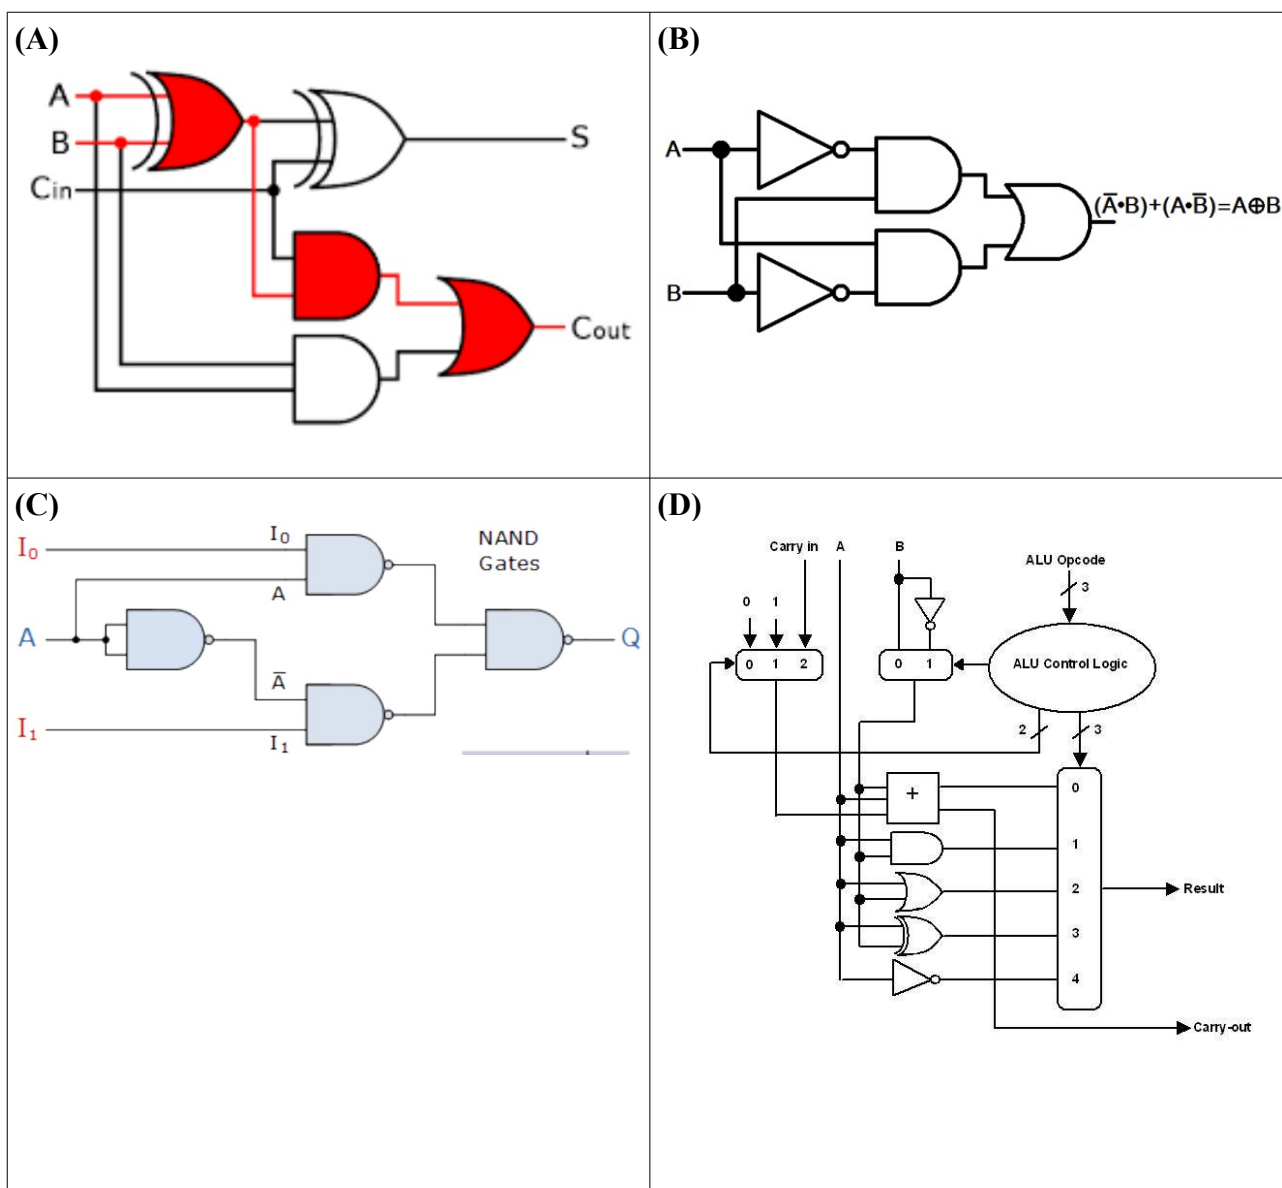 (A)
A
B
Cin
S
Cout
(B)
A
B
(A̅•B)+(A•B̅)=A⊕B
(C)
I₀
I₀
NAND
Gates
A
A
Q
A̅
I₁
I₁
(D)
Carry in A B
ALU Opcode
3
0 1
0 1 2
0 1
ALU Control Logic
2
3
+
0
1
2
Result
3
4
Carry-out